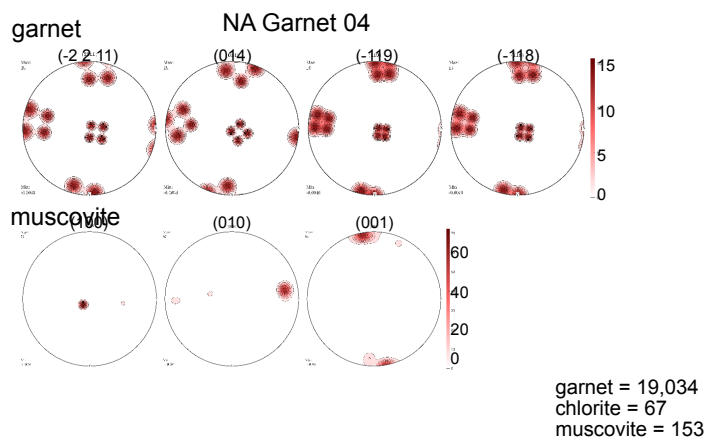 NA Garnet 04
garnet
(-2 2 11) (014) (-119) (-118)
15
10
5
0
muscovite
(100) (010) (001)
60
40
20
0
garnet = 19,034
chlorite = 67
muscovite = 153